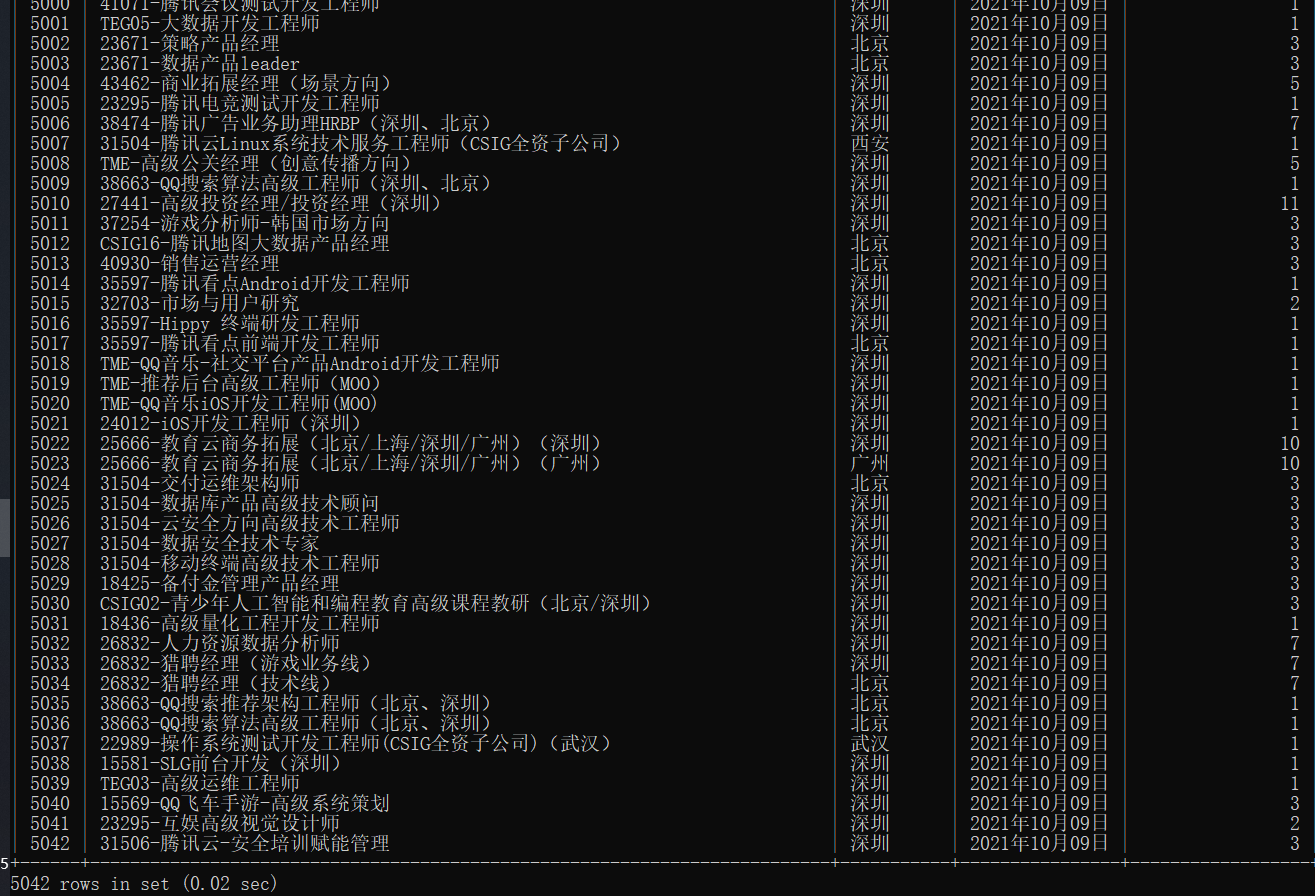 5000 41071-腾讯会议测试开发工程师 深圳 2021年10月09日 1
5001 TEG05-大数据开发工程师 深圳 2021年10月09日 1
5002 23671-策略产品经理 北京 2021年10月09日 3
5003 23671-数据产品leader 北京 2021年10月09日 3
5004 43462-商业拓展经理（场景方向） 深圳 2021年10月09日 5
5005 23295-腾讯电竞测试开发工程师 深圳 2021年10月09日 1
5006 38474-腾讯广告业务助理HRBP（深圳、北京） 深圳 2021年10月09日 7
5007 31504-腾讯云Linux系统技术服务工程师（CSIG全资子公司） 西安 2021年10月09日 1
5008 TME-高级公关经理（创意传播方向） 深圳 2021年10月09日 5
5009 38663-QQ搜索算法高级工程师（深圳、北京） 深圳 2021年10月09日 1
5010 27441-高级投资经理/投资经理（深圳） 深圳 2021年10月09日 11
5011 37254-游戏分析师-韩国市场方向 深圳 2021年10月09日 3
5012 CSIG16-腾讯地图大数据产品经理 北京 2021年10月09日 3
5013 40930-销售运营经理 北京 2021年10月09日 3
5014 35597-腾讯看点Android开发工程师 深圳 2021年10月09日 1
5015 32703-市场与用户研究 深圳 2021年10月09日 2
5016 35597-Hippy 终端研发工程师 深圳 2021年10月09日 1
5017 35597-腾讯看点前端开发工程师 北京 2021年10月09日 1
5018 TME-QQ音乐-社交平台产品Android开发工程师 深圳 2021年10月09日 1
5019 TME-推荐后台高级工程师（MOO） 深圳 2021年10月09日 1
5020 TME-QQ音乐iOS开发工程师(MOO) 深圳 2021年10月09日 1
5021 24012-iOS开发工程师（深圳） 深圳 2021年10月09日 1
5022 25666-教育云商务拓展（北京/上海/深圳/广州）（深圳） 深圳 2021年10月09日 10
5023 25666-教育云商务拓展（北京/上海/深圳/广州）（广州） 广州 2021年10月09日 10
5024 31504-交付运维架构师 北京 2021年10月09日 3
5025 31504-数据库产品高级技术顾问 深圳 2021年10月09日 3
5026 31504-云安全方向高级技术工程师 深圳 2021年10月09日 3
5027 31504-数据安全技术专家 深圳 2021年10月09日 3
5028 31504-移动终端高级技术工程师 深圳 2021年10月09日 3
5029 18425-备付金管理产品经理 深圳 2021年10月09日 3
5030 CSIG02-青少年人工智能和编程教育高级课程教研（北京/深圳） 深圳 2021年10月09日 3
5031 18436-高级量化工程开发工程师 深圳 2021年10月09日 1
5032 26832-人力资源数据分析师 深圳 2021年10月09日 7
5033 26832-猎聘经理（游戏业务线） 深圳 2021年10月09日 7
5034 26832-猎聘经理（技术线） 北京 2021年10月09日 7
5035 38663-QQ搜索推荐架构工程师（北京、深圳） 北京 2021年10月09日 1
5036 38663-QQ搜索算法高级工程师（北京、深圳） 北京 2021年10月09日 1
5037 22989-操作系统测试开发工程师(CSIG全资子公司)（武汉） 武汉 2021年10月09日 1
5038 15581-SLG前台开发（深圳） 深圳 2021年10月09日 1
5039 TEG03-高级运维工程师 深圳 2021年10月09日 1
5040 15569-QQ飞车手游-高级系统策划 深圳 2021年10月09日 3
5041 23295-互娱高级视觉设计师 深圳 2021年10月09日 2
5042 31506-腾讯云-安全培训赋能管理 深圳 2021年10月09日 3
5
5042 rows in set (0.02 sec)